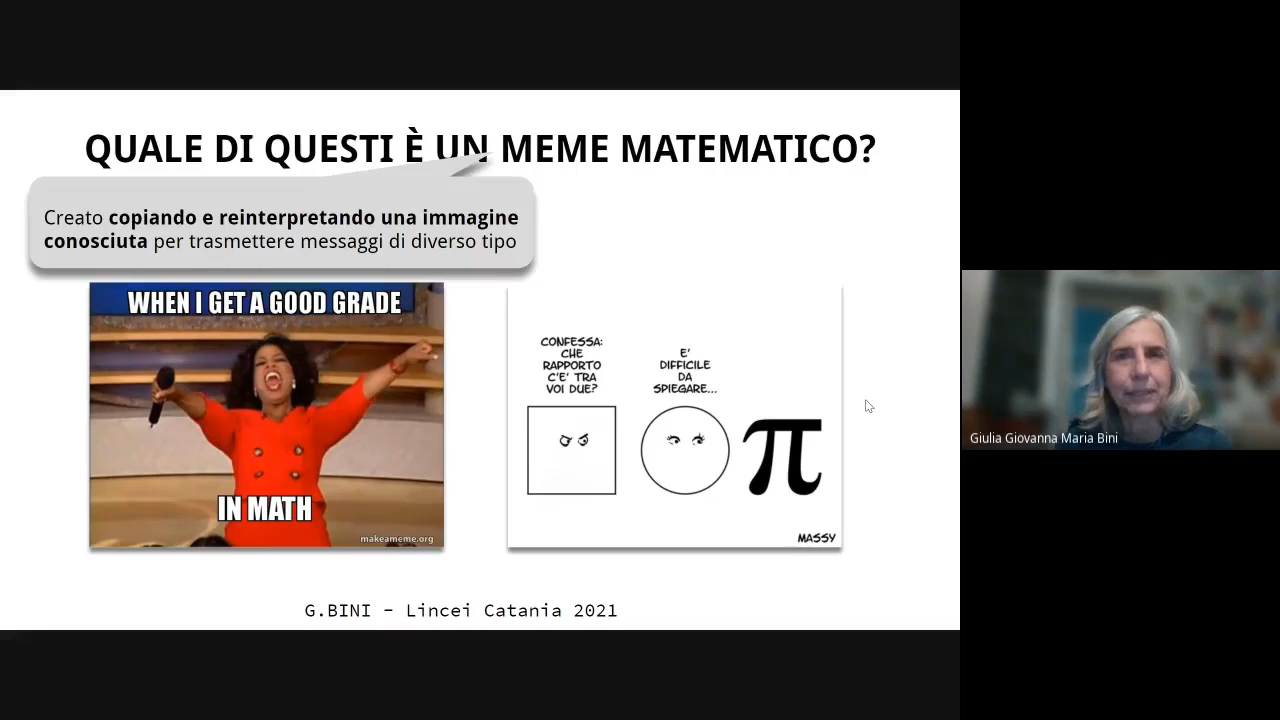 QUALE DI QUESTI È UN MEME MATEMATICO?
Creato copiando e reinterpretando una immagine
conosciuta per trasmettere messaggi di diverso tipo
WHEN I GET A GOOD GRADE
IN MATH
makeameme.org
CONFESSA:
CHE
RAPPORTO
C'E' TRA
VOI DUE?
E'
DIFFICILE
DA
SPIEGARE...
π
MASSY
G.BINI - Lincei Catania 2021
Giulia Giovanna Maria Bini